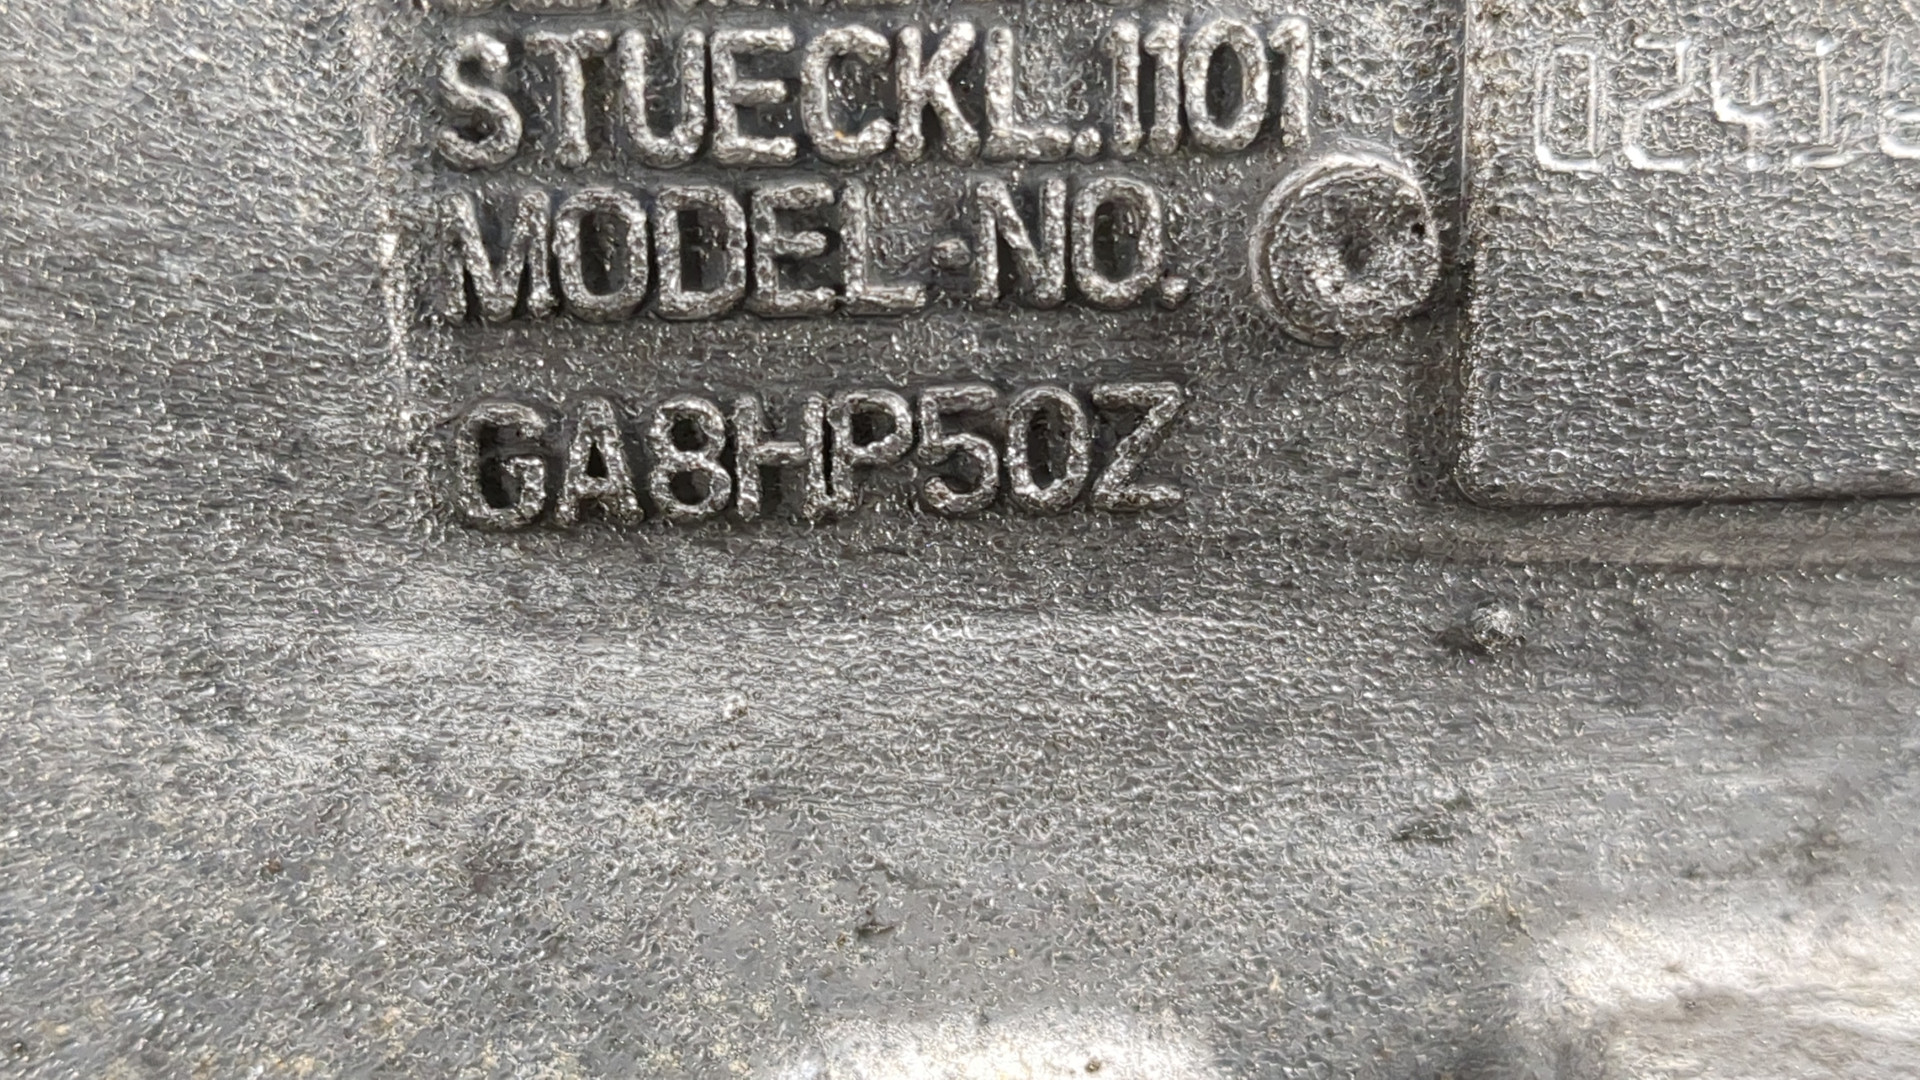 STUECKL.1101
MODEL-NO.
GA8HP50Z